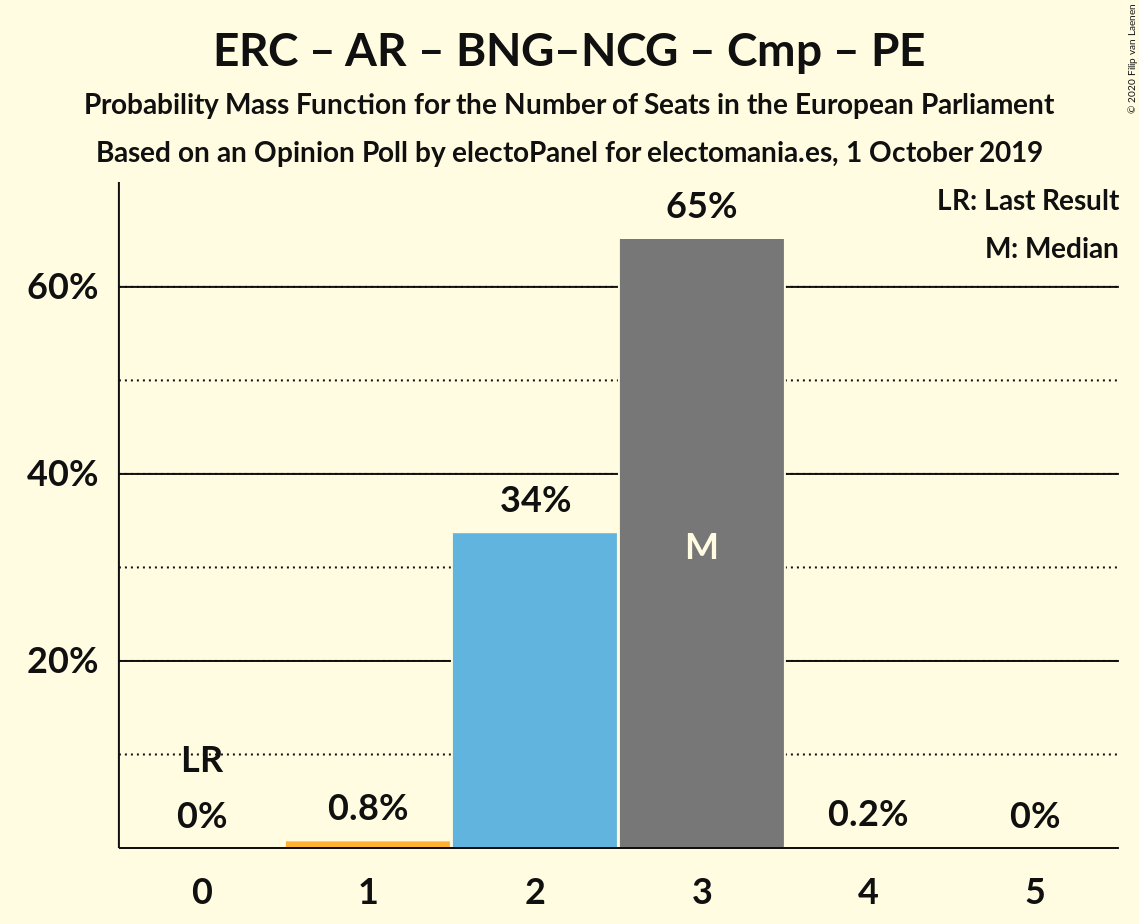 ERC – AR – BNG–NCG – Cmp – PE
Probability Mass Function for the Number of Seats in the European Parliament
Based on an Opinion Poll by electoPanel for electomania.es, 1 October 2019
© 2020 Filip van Laenen
LR: Last Result
M: Median
65%
60%
40%
34%
M
20%
LR
0%
0.8%
0.2%
0%
0 1 2 3 4 5